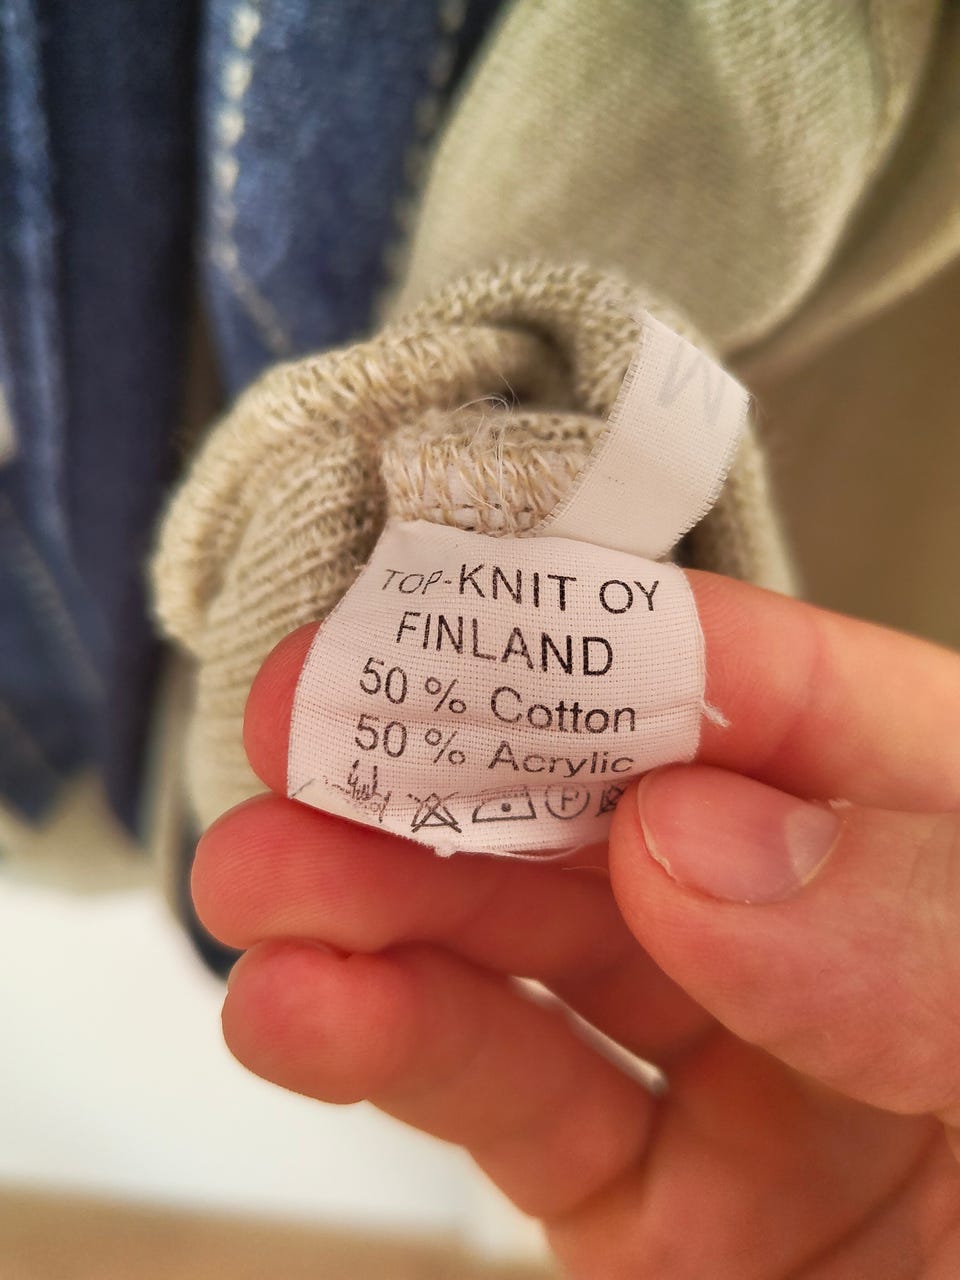 M
TOP-KNIT OY
FINLAND
50 % Cotton
50 % Acrylic
P